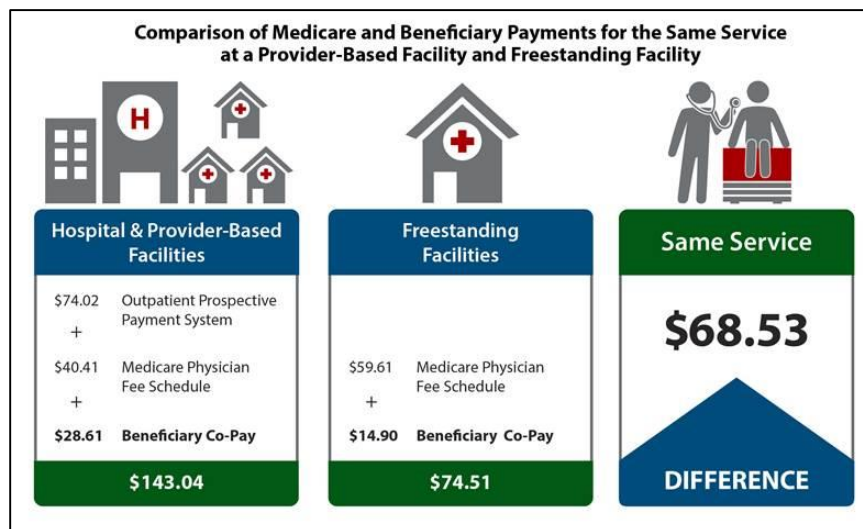 Comparison of Medicare and Beneficiary Payments for the Same Service
at a Provider-Based Facility and Freestanding Facility
H
Hospital & Provider-Based
Facilities
$74.02 Outpatient Prospective
Payment System
+
$40.41 Medicare Physician
Fee Schedule
+
$28.61 Beneficiary Co-Pay
$143.04
Freestanding
Facilities
$59.61 Medicare Physician
Fee Schedule
+
$14.90 Beneficiary Co-Pay
$74.51
Same Service
$68.53
DIFFERENCE